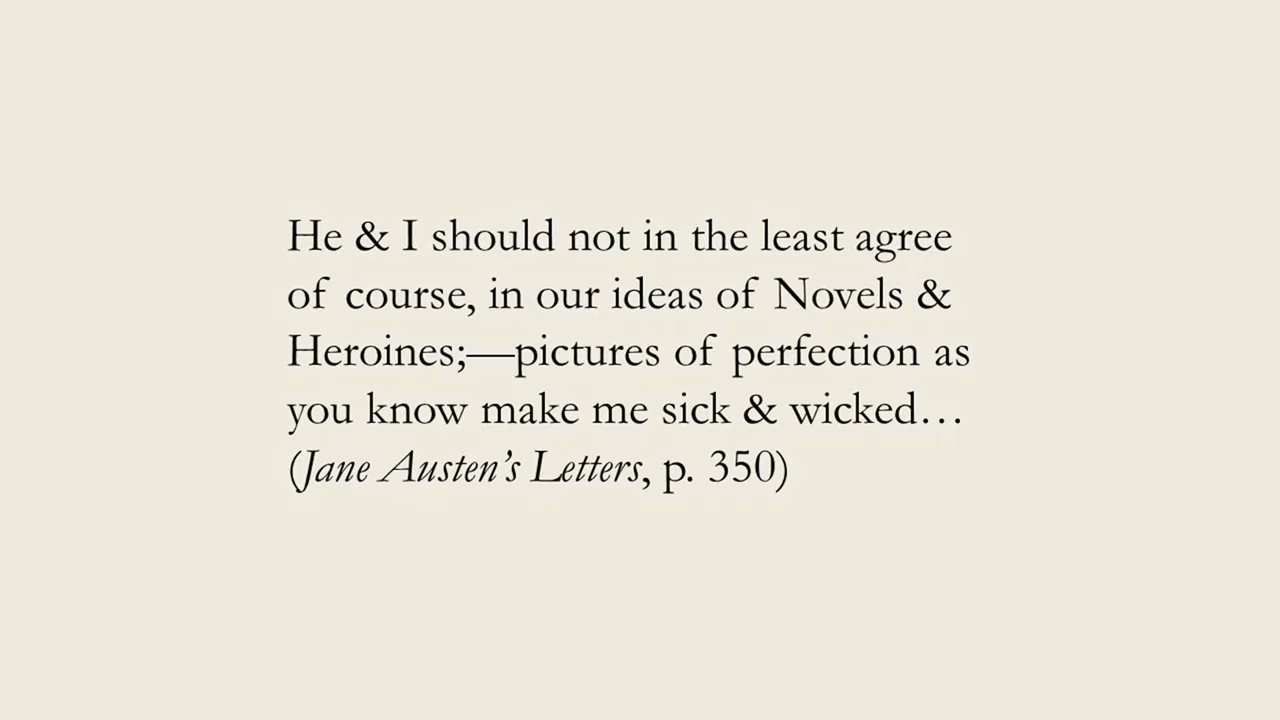 He & I should not in the least agree
of course, in our ideas of Novels &
Heroines;—pictures of perfection as
you know make me sick & wicked…
(Jane Austen’s Letters, p. 350)